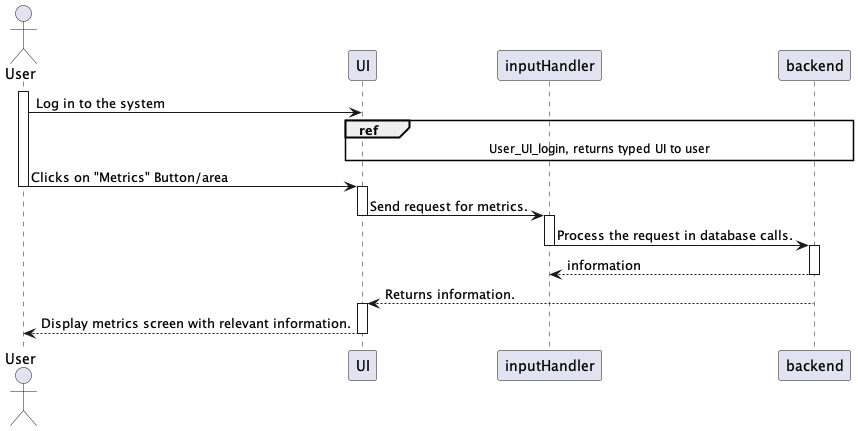 User
UI
inputHandler
backend
Log in to the system
ref
User_UI_login, returns typed UI to user
Clicks on "Metrics" Button/area
Send request for metrics.
Process the request in database calls.
information
Returns information.
Display metrics screen with relevant information.
User
UI
inputHandler
backend